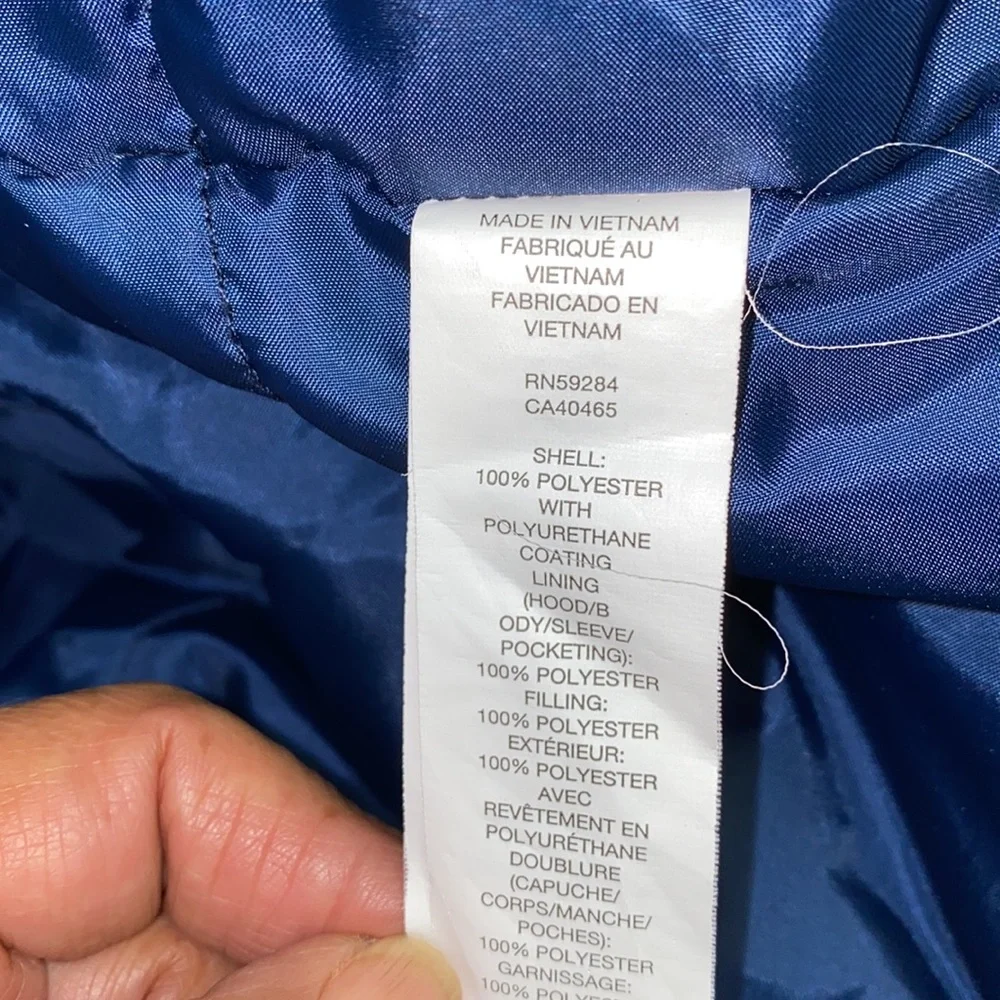 MADE IN VIETNAM
FABRIQUÉ AU
VIETNAM
FABRICADO EN
VIETNAM
RN59284
CA40465
SHELL:
100% POLYESTER
WITH
POLYURETHANE
COATING
LINING
(HOOD/B
ODY/SLEEVE/
POCKETING):
100% POLYESTER
FILLING:
100% POLYESTER
EXTÉRIEUR:
100% POLYESTER
AVEC
REVÊTEMENT EN
POLYURÉTHANE
DOUBLURE
(CAPUCHE/
CORPS/MANCHE/
POCHES):
100% POLYESTER
GARNISSAGE:
100%